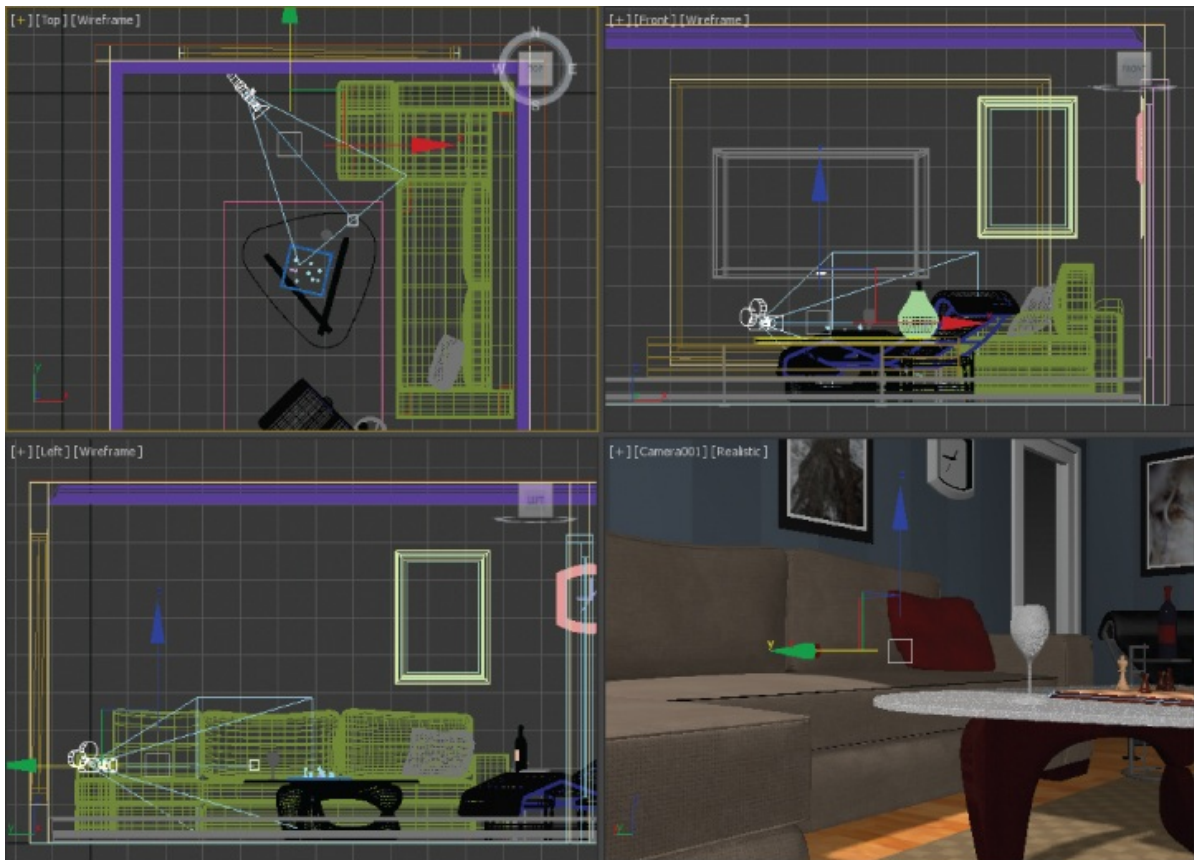 [+] [Top] [Wireframe]
N
W
TOP
E
S
[+] [Front] [Wireframe]
FRONT
[+] [Left] [Wireframe]
LEFT
[+] [Camera001] [Realistic]
y